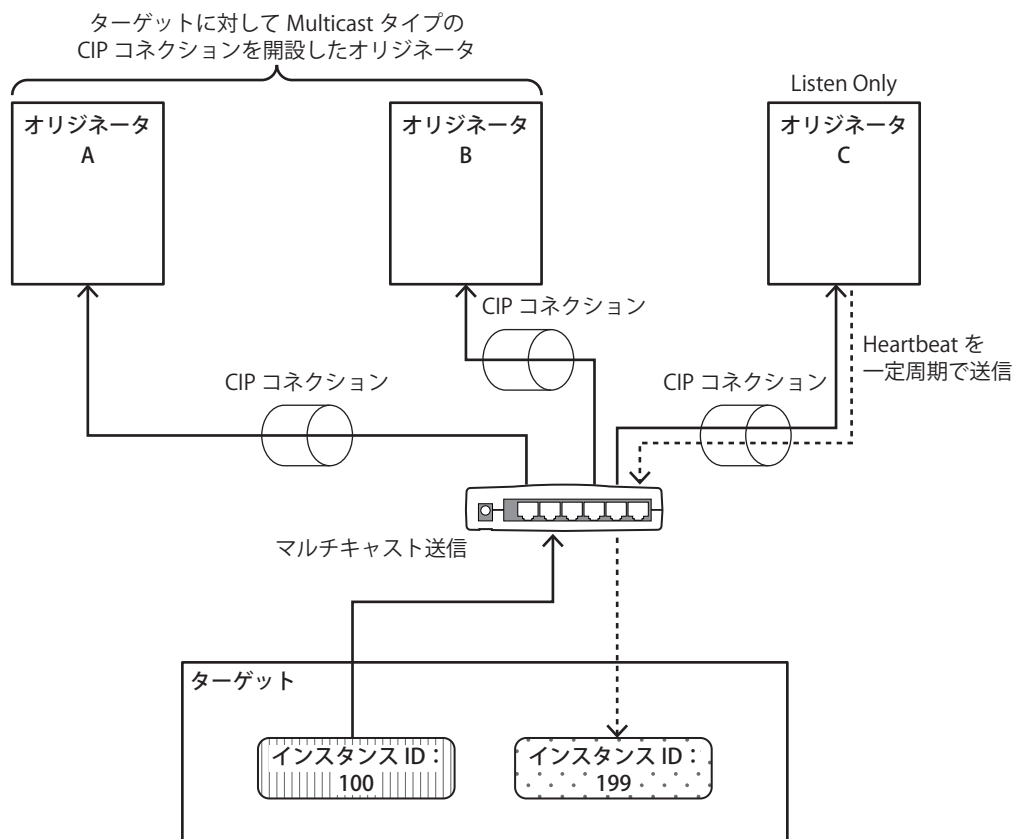 ターゲットに対して Multicast タイプの
CIP コネクションを開設したオリジネータ
Listen Only
オリジネータ
A
オリジネータ
B
オリジネータ
C
CIP コネクション
Heartbeat を
一定周期で送信
CIP コネクション
CIP コネクション
マルチキャスト送信
ターゲット
インスタンス ID：
100
インスタンス ID：
199